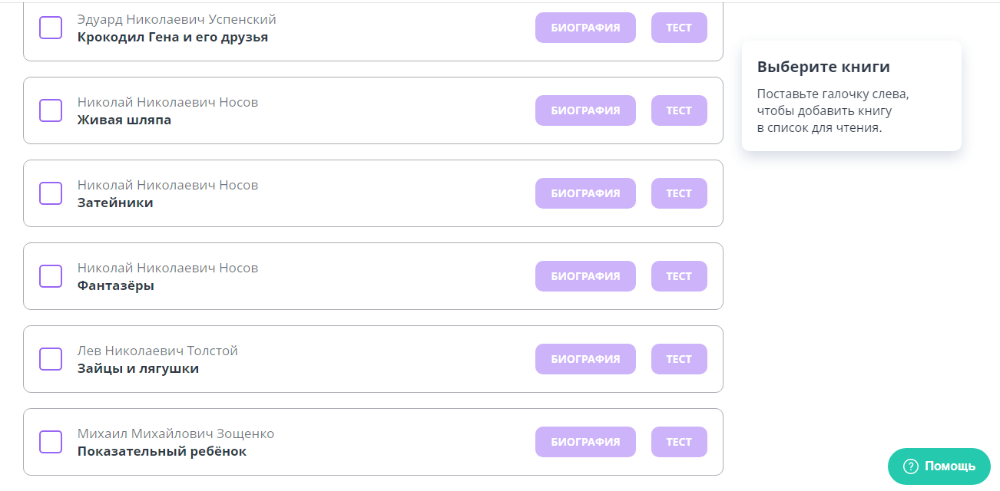 Эдуард Николаевич Успенский
Крокодил Гена и его друзья
БИОГРАФИЯ
ТЕСТ
Николай Николаевич Носов
Живая шляпа
БИОГРАФИЯ
ТЕСТ
Николай Николаевич Носов
Затейники
БИОГРАФИЯ
ТЕСТ
Николай Николаевич Носов
Фантазёры
БИОГРАФИЯ
ТЕСТ
Лев Николаевич Толстой
Зайцы и лягушки
БИОГРАФИЯ
ТЕСТ
Михаил Михайлович Зощенко
Показательный ребёнок
БИОГРАФИЯ
ТЕСТ
Выберите книги
Поставьте галочку слева,
чтобы добавить книгу
в список для чтения.
Помощь